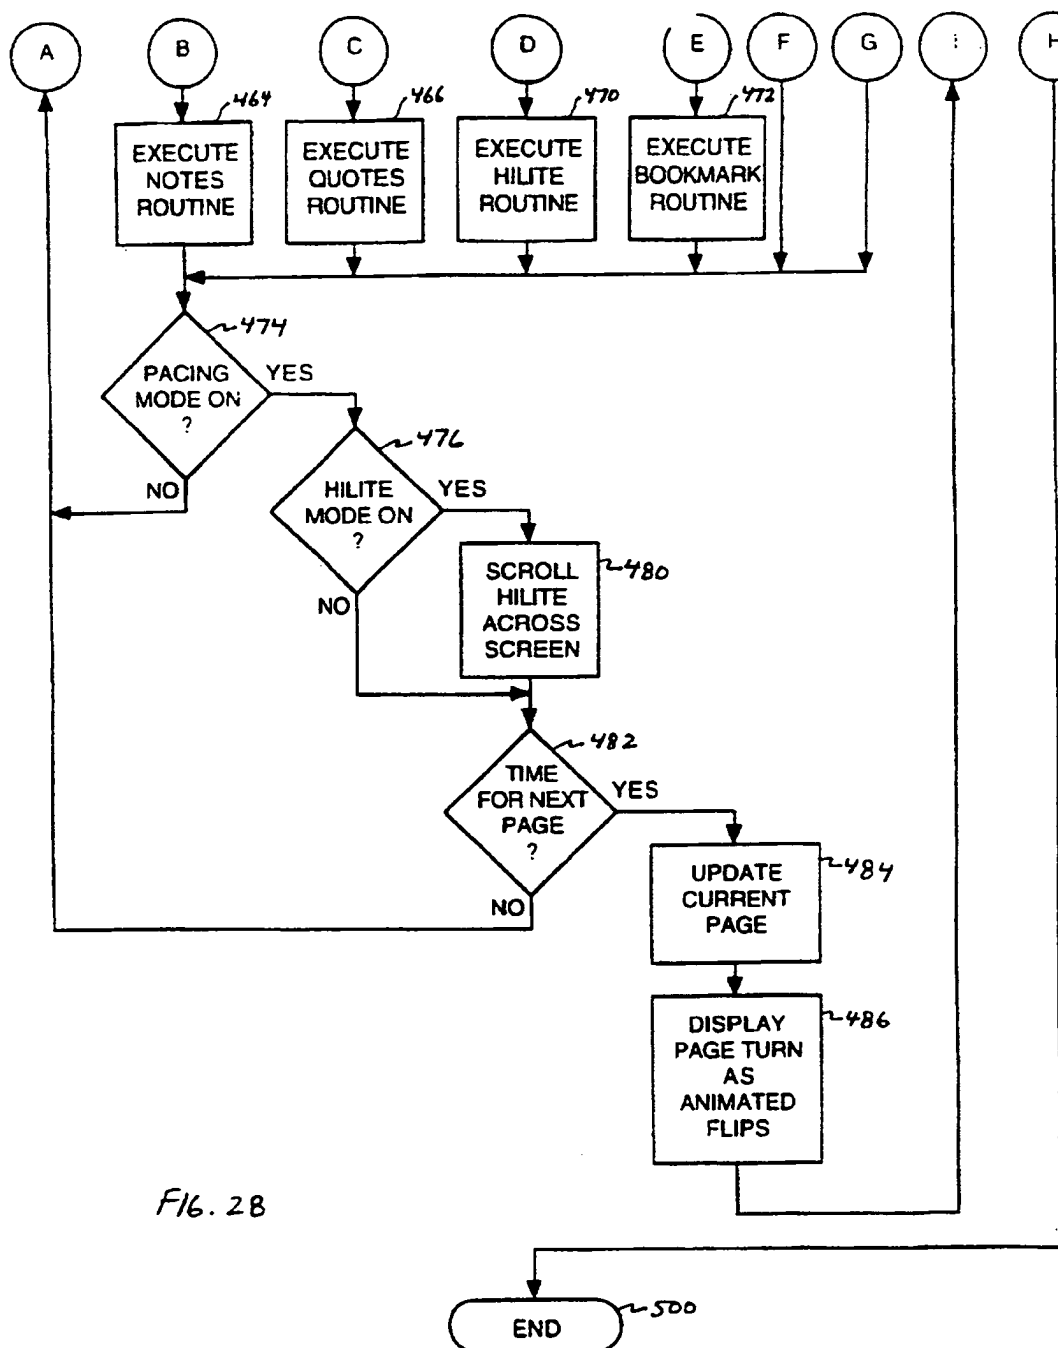 A B C D E F G I H
464 466 470 472
EXECUTE
NOTES
ROUTINE
EXECUTE
QUOTES
ROUTINE
EXECUTE
HILITE
ROUTINE
EXECUTE
BOOKMARK
ROUTINE
474
PACING
MODE ON
?
YES
NO
476
HILITE
MODE ON
?
YES
NO
480
SCROLL
HILITE
ACROSS
SCREEN
482
TIME
FOR NEXT
PAGE
?
YES
NO
484
UPDATE
CURRENT
PAGE
486
DISPLAY
PAGE TURN
AS
ANIMATED
FLIPS
FIG. 28
500
END